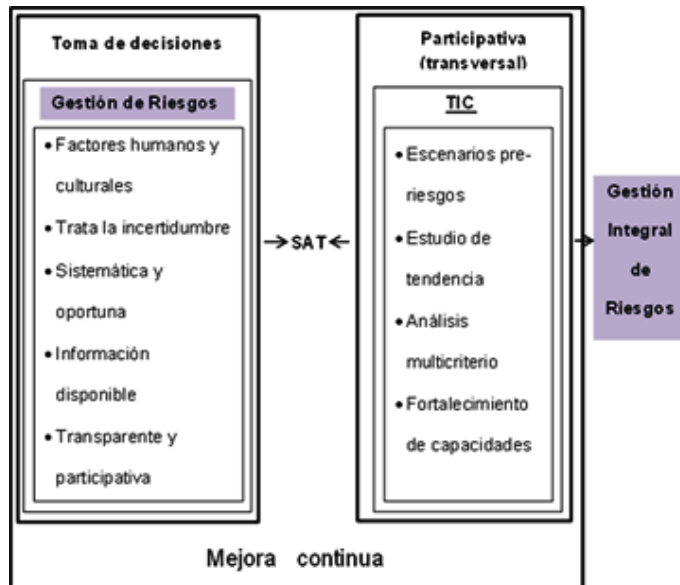 Toma de decisiones
Gestión de Riesgos
• Factores humanos y
culturales
• Trata la incertidumbre
• Sistemática y
oportuna
• Información
disponible
• Transparente y
participativa
→SAT←
Participativa
(transversal)
TIC
• Escenarios pre-
riesgos
• Estudio de
tendencia
• Análisis
multicriterio
• Fortalecimiento
de capacidades
Gestión
Integral
de
Riesgos
Mejora continua